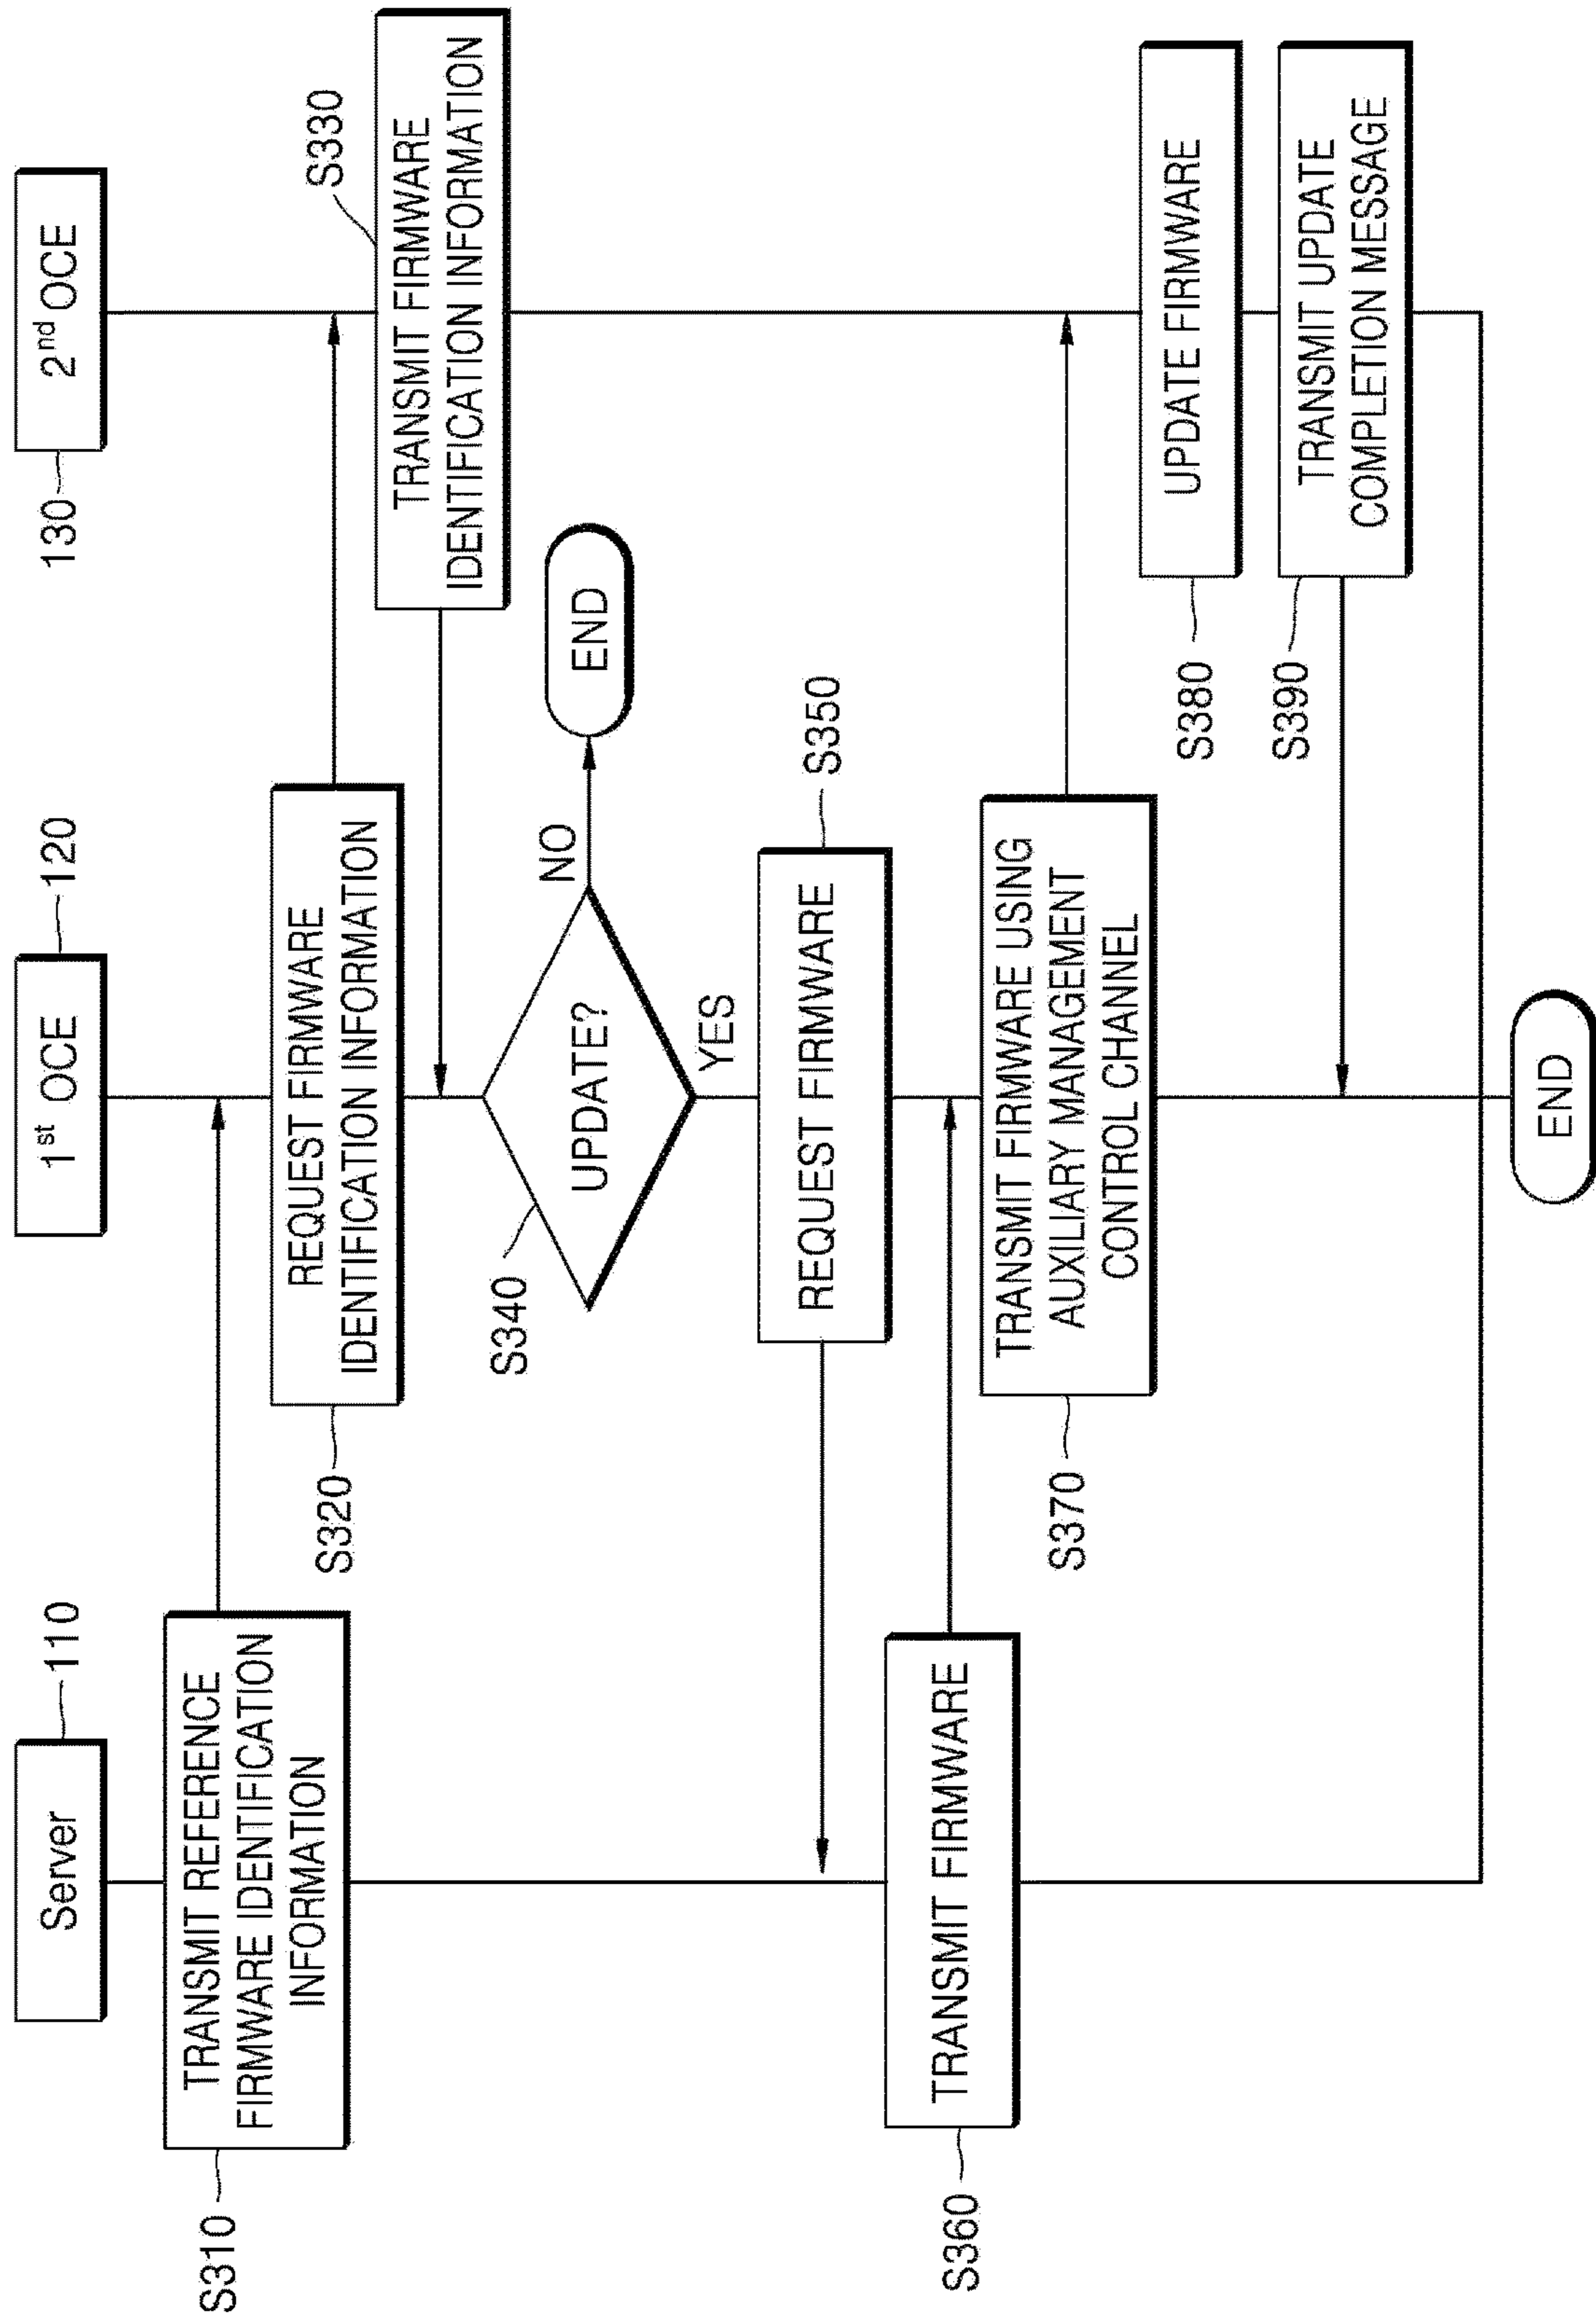 Server
110
1st OCE
120
130
2nd OCE
S310
TRANSMIT REFERENCE
FIRMWARE IDENTIFICATION
INFORMATION
S320
REQUEST FIRMWARE
IDENTIFICATION INFORMATION
S330
TRANSMIT FIRMWARE
IDENTIFICATION INFORMATION
S340
UPDATE?
NO
END
YES
S350
REQUEST FIRMWARE
S360
TRANSMIT FIRMWARE
S370
TRANSMIT FIRMWARE USING
AUXILIARY MANAGEMENT
CONTROL CHANNEL
S380
UPDATE FIRMWARE
S390
TRANSMIT UPDATE
COMPLETION MESSAGE
END